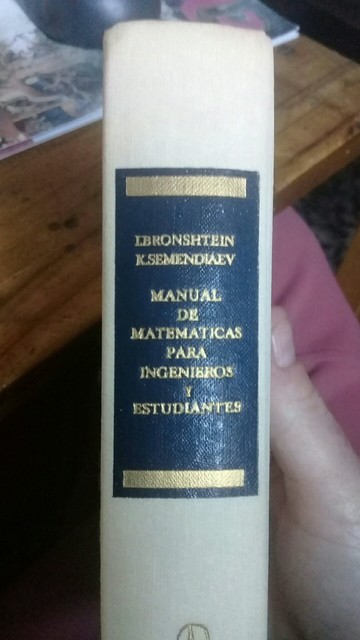 I.BRONSHTEIN
K.SEMENDIAEV
MANUAL
DE
MATEMATICAS
PARA
INGENIEROS
Y
ESTUDIANTES